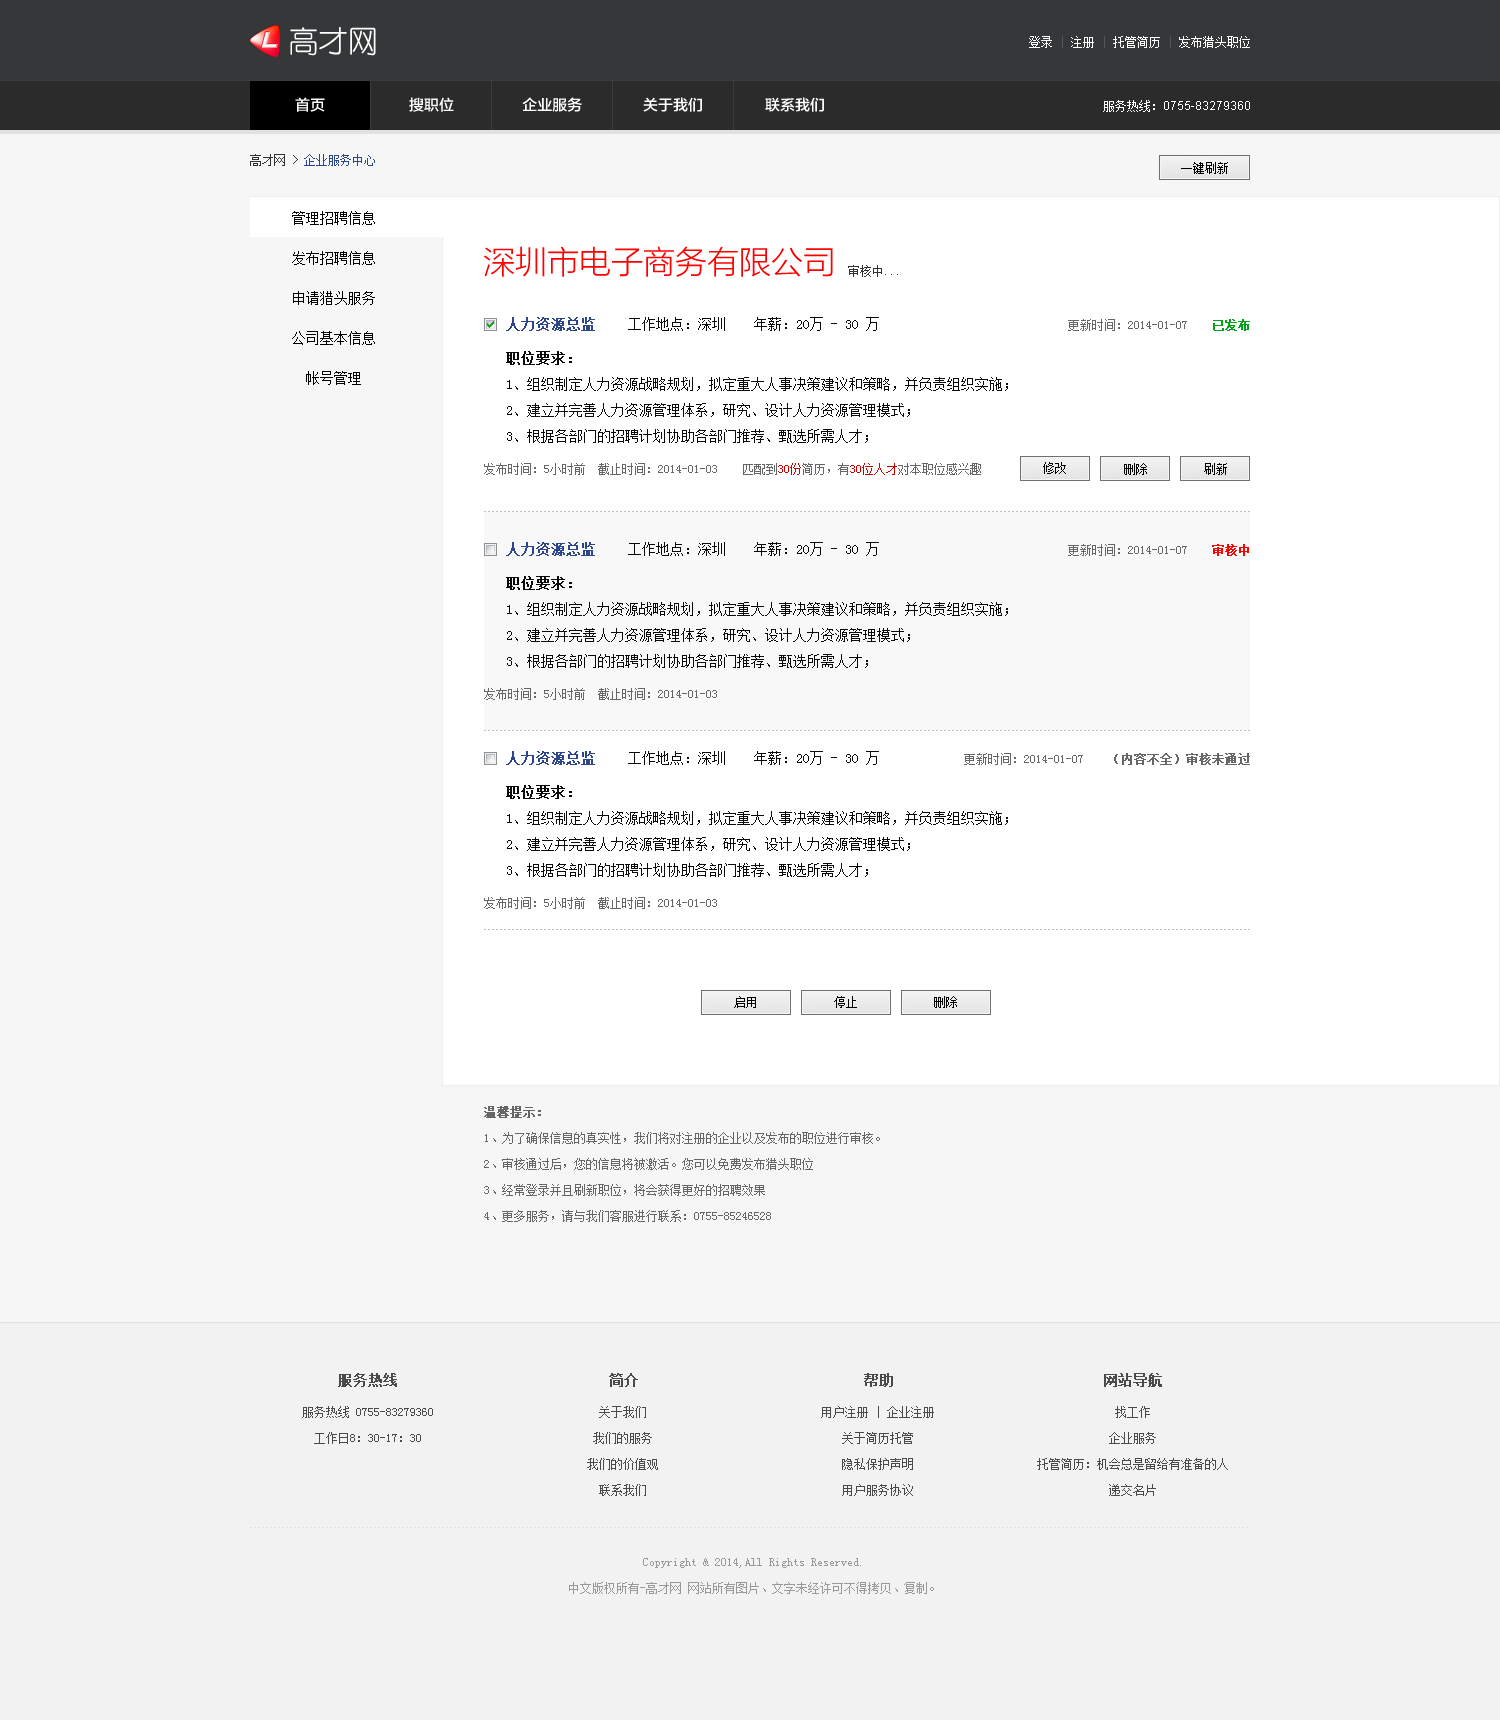 高才网
登录 | 注册 | 托管简历 | 发布猎头职位
首页 搜职位 企业服务 关于我们 联系我们 服务热线：0755-83279360
高才网 > 企业服务中心
一键刷新
管理招聘信息
发布招聘信息
申请猎头服务
公司基本信息
帐号管理
深圳市电子商务有限公司 审核中...
人力资源总监 工作地点：深圳 年薪：20万 - 30 万 更新时间：2014-01-07 已发布
职位要求：
1、组织制定人力资源战略规划，拟定重大人事决策建议和策略，并负责组织实施；
2、建立并完善人力资源管理体系，研究、设计人力资源管理模式；
3、根据各部门的招聘计划协助各部门推荐、甄选所需人才；
发布时间：5小时前 截止时间：2014-01-03 匹配到30份简历，有30位人才对本职位感兴趣 修改 删除 刷新
人力资源总监 工作地点：深圳 年薪：20万 - 30 万 更新时间：2014-01-07 审核中
职位要求：
1、组织制定人力资源战略规划，拟定重大人事决策建议和策略，并负责组织实施；
2、建立并完善人力资源管理体系，研究、设计人力资源管理模式；
3、根据各部门的招聘计划协助各部门推荐、甄选所需人才；
发布时间：5小时前 截止时间：2014-01-03
人力资源总监 工作地点：深圳 年薪：20万 - 30 万 更新时间：2014-01-07 （内容不全）审核未通过
职位要求：
1、组织制定人力资源战略规划，拟定重大人事决策建议和策略，并负责组织实施；
2、建立并完善人力资源管理体系，研究、设计人力资源管理模式；
3、根据各部门的招聘计划协助各部门推荐、甄选所需人才；
发布时间：5小时前 截止时间：2014-01-03
启用 停止 删除
温馨提示：
1、为了确保信息的真实性，我们将对注册的企业以及发布的职位进行审核。
2、审核通过后，您的信息将被激活。您可以免费发布猎头职位
3、经常登录并且刷新职位，将会获得更好的招聘效果
4、更多服务，请与我们客服进行联系：0755-85246528
服务热线 简介 帮助 网站导航
服务热线 0755-83279360 关于我们 用户注册 | 企业注册 找工作
工作日8：30-17：30 我们的服务 关于简历托管 企业服务
我们的价值观 隐私保护声明 托管简历：机会总是留给有准备的人
联系我们 用户服务协议 递交名片
Copyright & 2014,All Rights Reserved.
中文版权所有-高才网 网站所有图片、文字未经许可不得拷贝、复制。